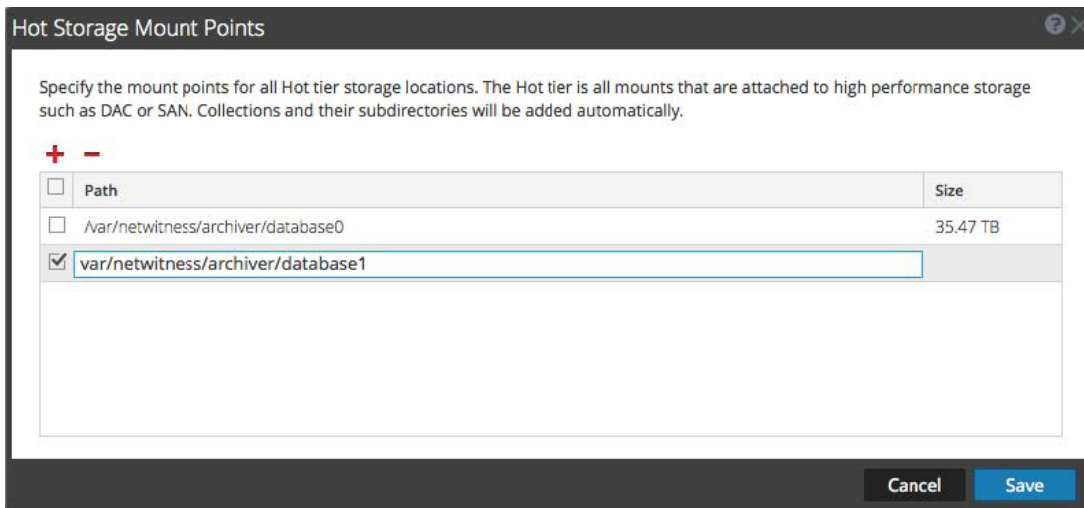 Hot Storage Mount Points
Specify the mount points for all Hot tier storage locations. The Hot tier is all mounts that are attached to high performance storage
such as DAC or SAN. Collections and their subdirectories will be added automatically.
Path Size
/var/netwitness/archiver/database0 35.47 TB
var/netwitness/archiver/database1
Cancel Save